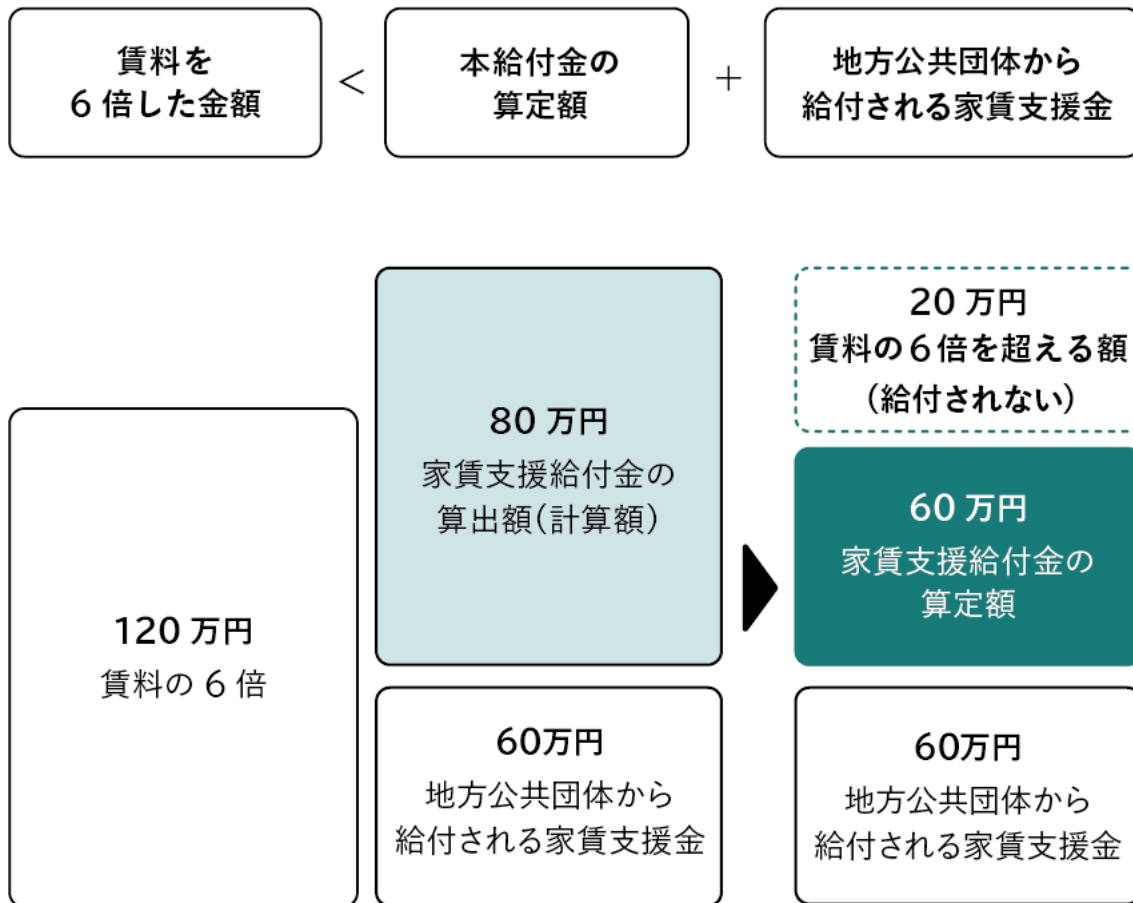 賃料を
6倍した金額
<
本給付金の
算定額
+
地方公共団体から
給付される家賃支援金
120万円
賃料の6倍
80万円
家賃支援給付金の
算出額(計算額)
60万円
地方公共団体から
給付される家賃支援金
20万円
賃料の6倍を超える額
(給付されない)
60万円
家賃支援給付金の
算定額
60万円
地方公共団体から
給付される家賃支援金